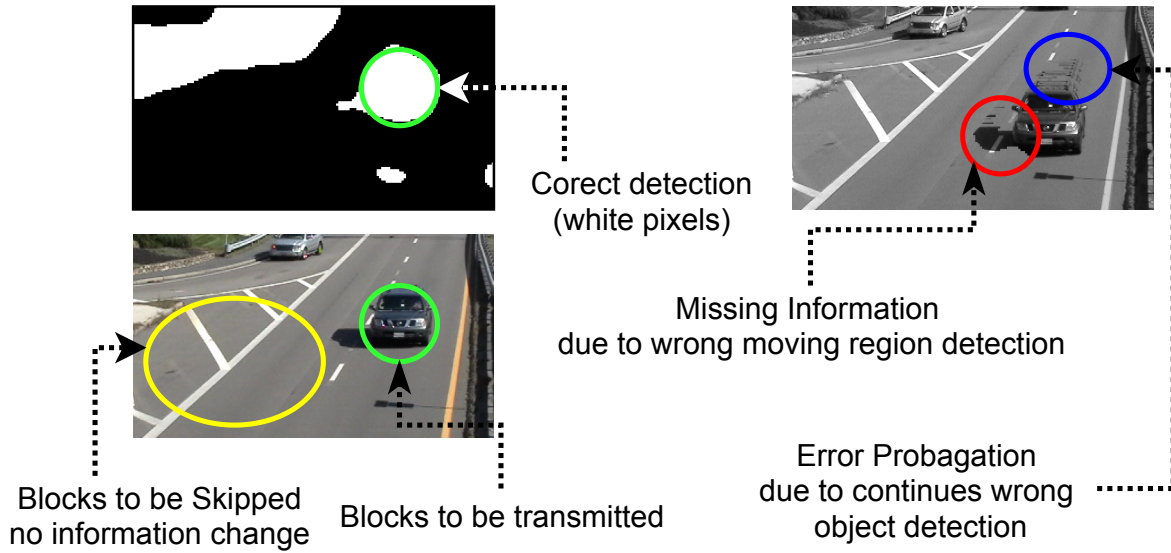 Corect detection
(white pixels)
Missing Information
due to wrong moving region detection
Blocks to be Skipped
no information change
Blocks to be transmitted
Error Probagation
due to continues wrong
object detection